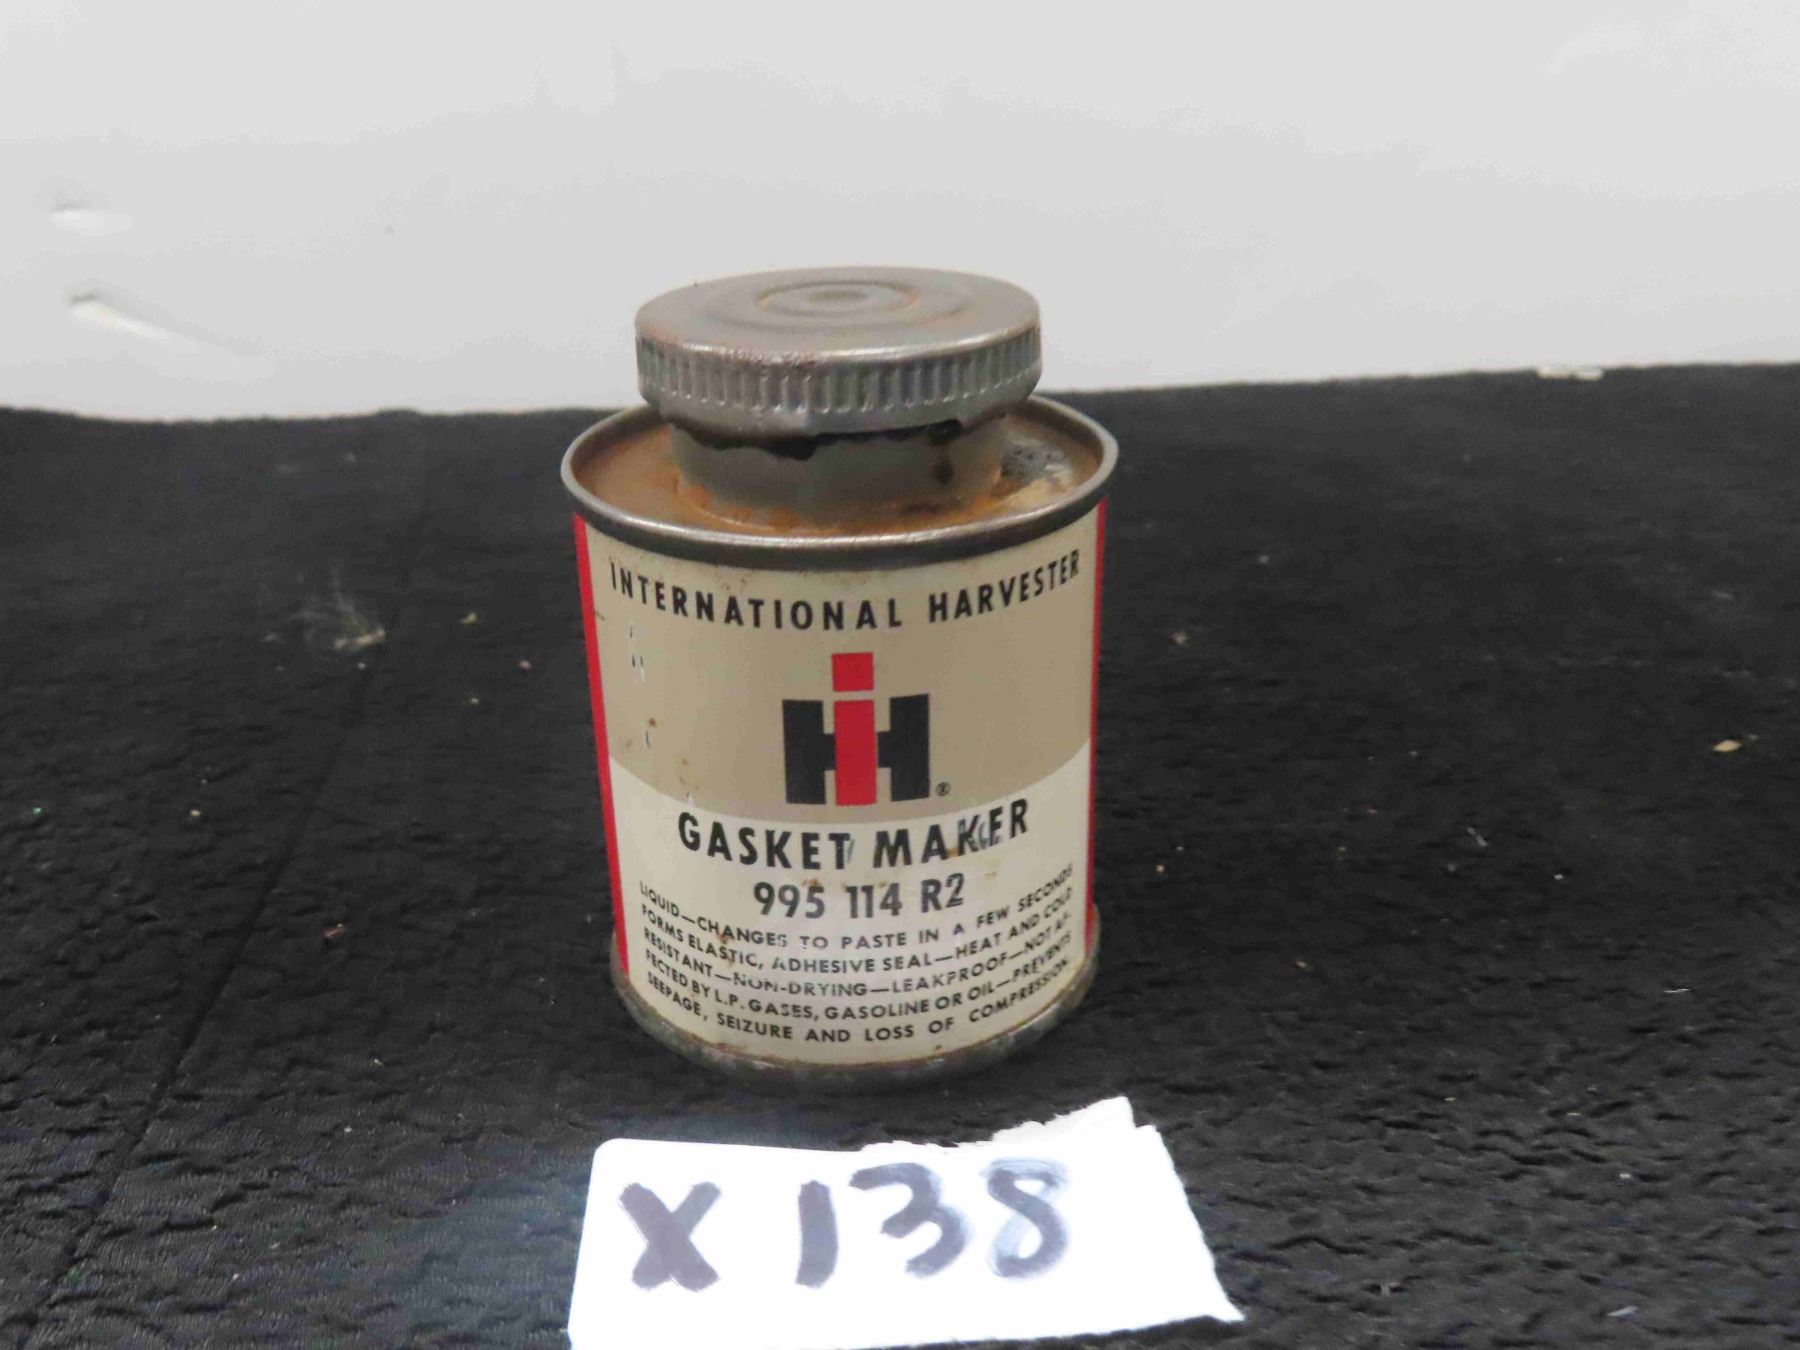 INTERNATIONAL HARVESTER
IH®
GASKET MAKER
995 114 R2
LIQUID—CHANGES TO PASTE IN A FEW SECONDS
FORMS ELASTIC, ADHESIVE SEAL—HEAT AND COLD
RESISTANT—NON-DRYING—LEAKPROOF—NOT AF-
FECTED BY L.P. GASES, GASOLINE OR OIL—PREVENTS
SEEPAGE, SEIZURE AND LOSS OF COMPRESSION.
X138